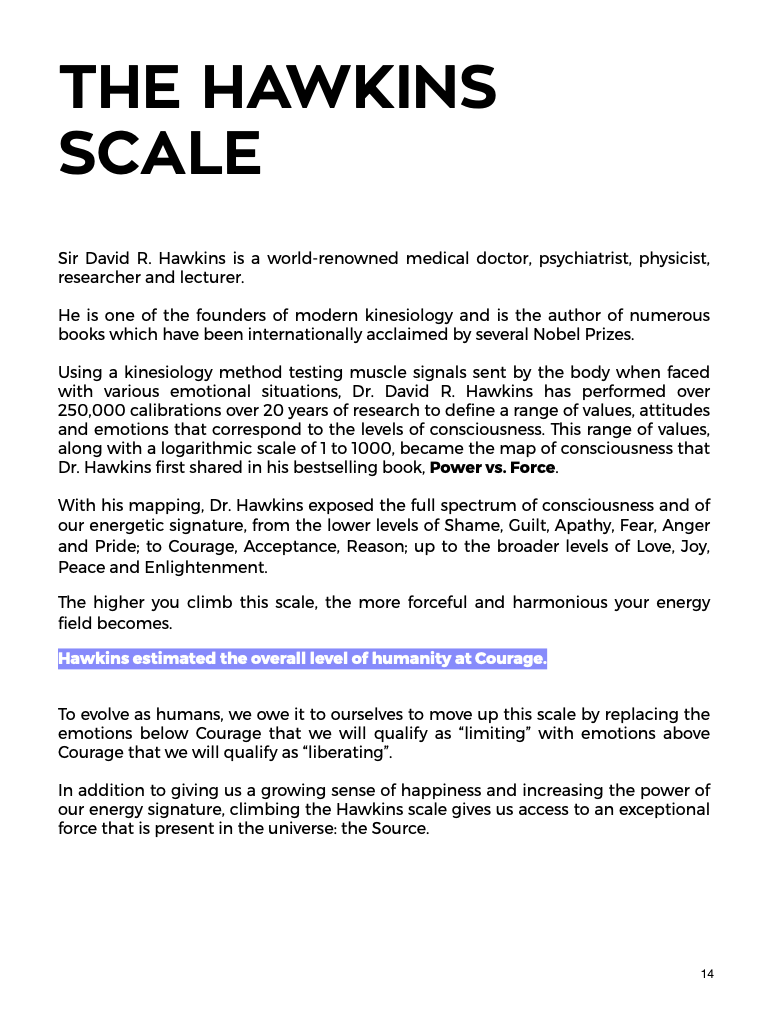 THE HAWKINS
SCALE
Sir David R. Hawkins is a world-renowned medical doctor, psychiatrist, physicist,
researcher and lecturer.
He is one of the founders of modern kinesiology and is the author of numerous
books which have been internationally acclaimed by several Nobel Prizes.
Using a kinesiology method testing muscle signals sent by the body when faced
with various emotional situations, Dr. David R. Hawkins has performed over
250,000 calibrations over 20 years of research to define a range of values, attitudes
and emotions that correspond to the levels of consciousness. This range of values,
along with a logarithmic scale of 1 to 1000, became the map of consciousness that
Dr. Hawkins first shared in his bestselling book, Power vs. Force.
With his mapping, Dr. Hawkins exposed the full spectrum of consciousness and of
our energetic signature, from the lower levels of Shame, Guilt, Apathy, Fear, Anger
and Pride; to Courage, Acceptance, Reason; up to the broader levels of Love, Joy,
Peace and Enlightenment.
The higher you climb this scale, the more forceful and harmonious your energy
field becomes.
Hawkins estimated the overall level of humanity at Courage.
To evolve as humans, we owe it to ourselves to move up this scale by replacing the
emotions below Courage that we will qualify as “limiting” with emotions above
Courage that we will qualify as “liberating”.
In addition to giving us a growing sense of happiness and increasing the power of
our energy signature, climbing the Hawkins scale gives us access to an exceptional
force that is present in the universe: the Source.
14